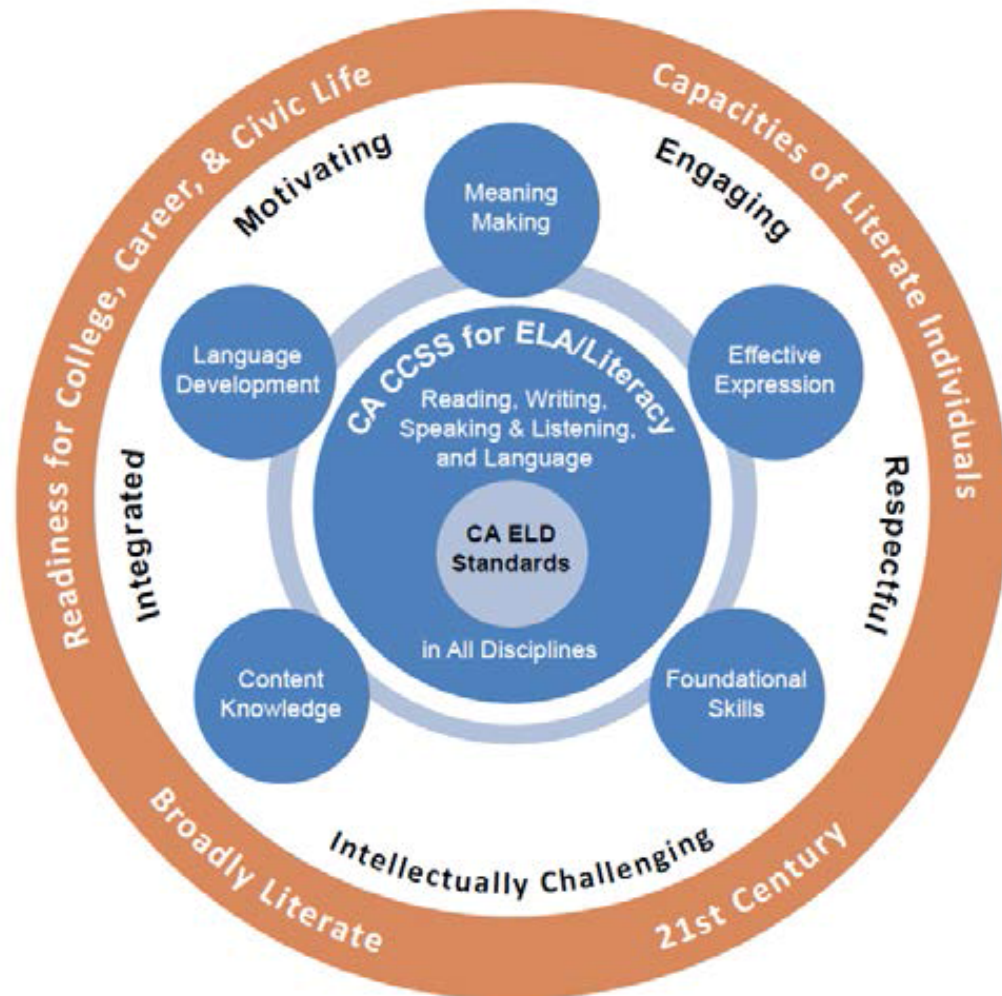 Readiness for College, Career, & Civic Life
Capacities of Literate Individuals
Motivating
Engaging
Meaning
Making
Language
Development
Effective
Expression
CA CCSS for ELA/Literacy
Reading, Writing,
Speaking & Listening,
and Language
CA ELD
Standards
in All Disciplines
Integrated
Respectful
Content
Knowledge
Foundational
Skills
Intellectually Challenging
Broadly Literate
21st Century